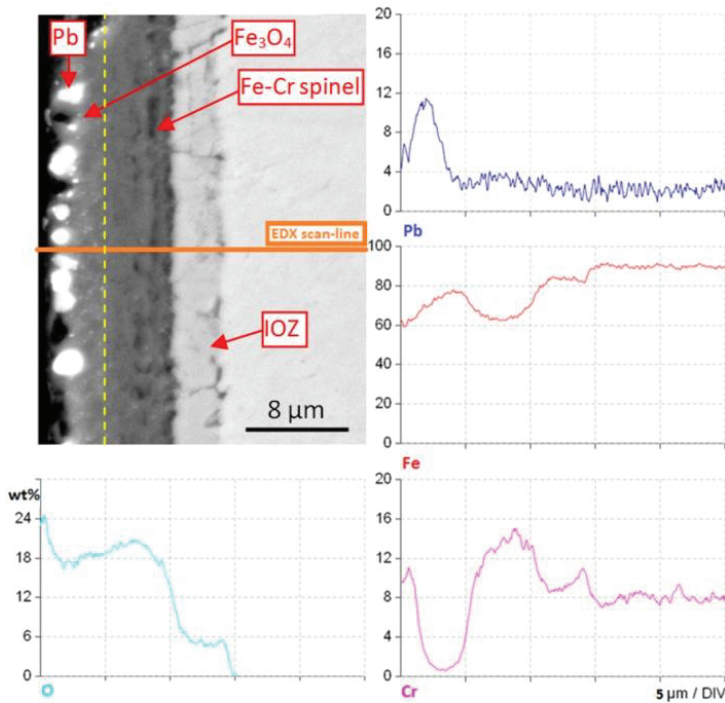 Pb
Fe₃O₄
Fe-Cr spinel
EDX scan-line
IOZ
8 μm
20
16
12
8
4
0
Pb
100
80
60
40
20
0
Fe
wt%
24
18
12
6
0
O
20
16
12
8
4
0
Cr
5 μm / DIV